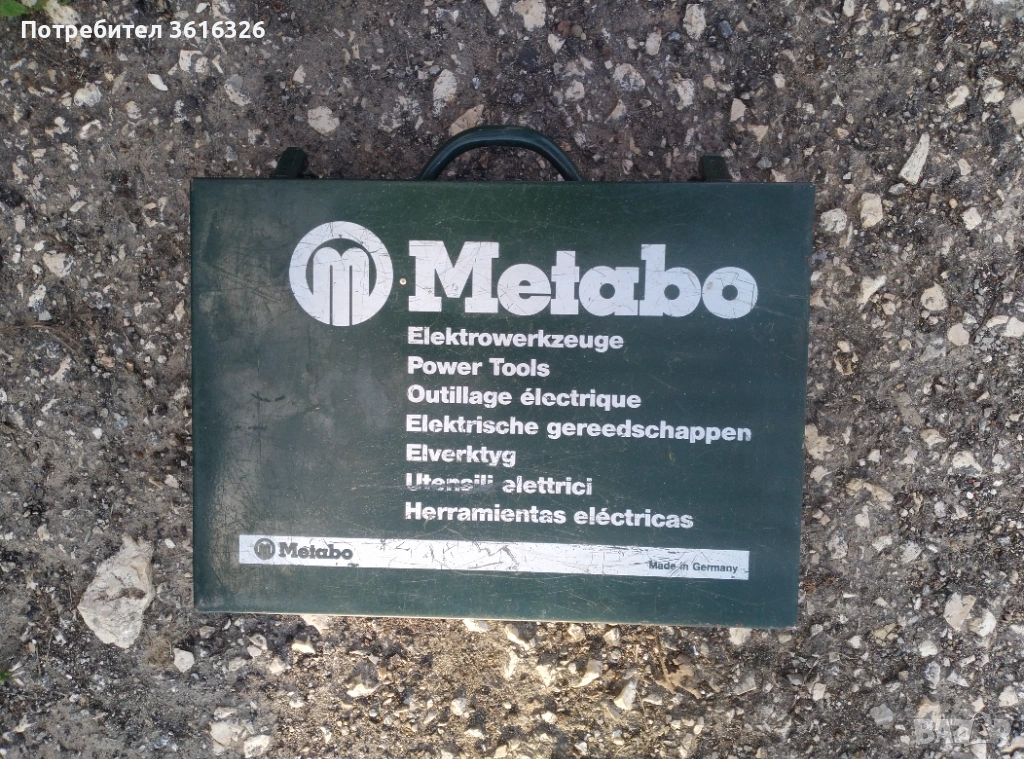 Потребител 3616326
Metabo
Elektrowerkzeuge
Power Tools
Outillage électrique
Elektrische gereedschappen
Elverktyg
Utensili elettrici
Herramientas eléctricas
Metabo
Made in Germany